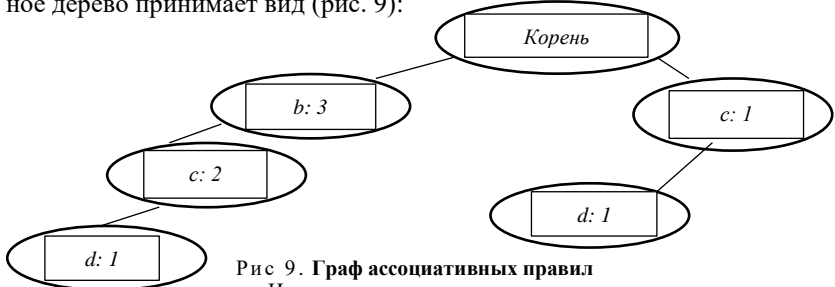 ное дерево принимает вид (рис. 9):
Корень
b: 3
c: 1
c: 2
d: 1
d: 1
Рис 9. Граф ассоциативных правил